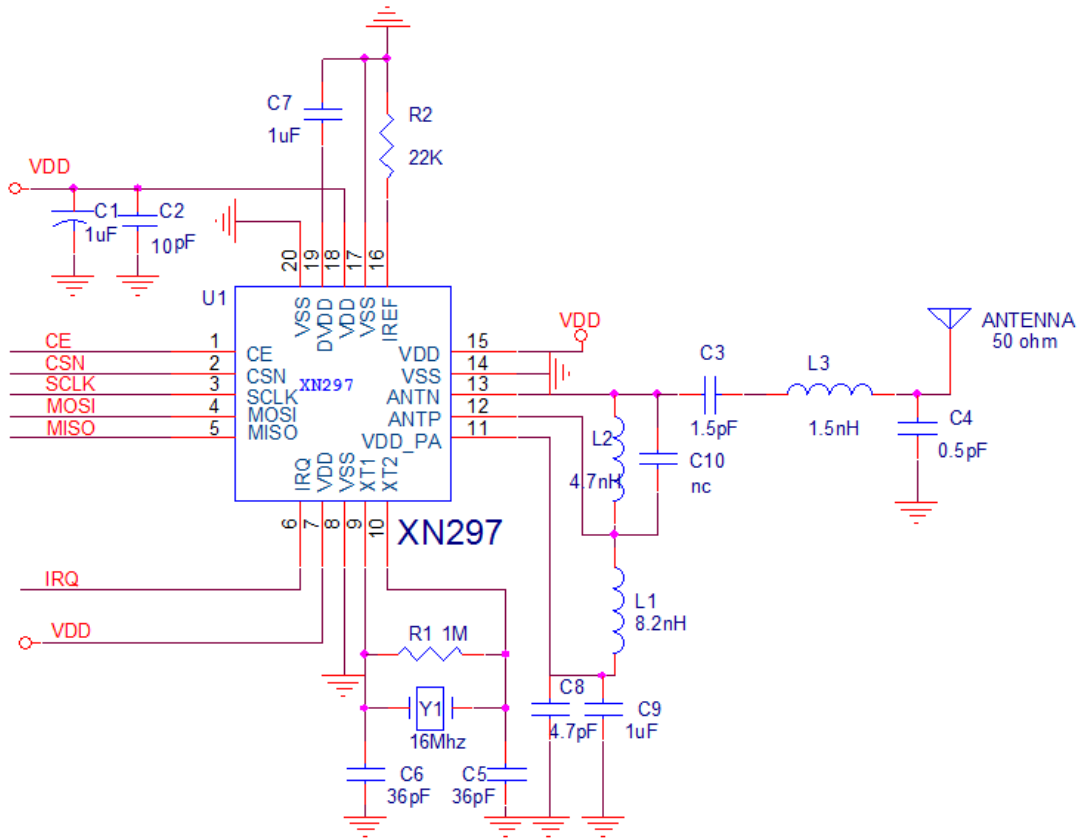 C7
1uF
R2
22K
VDD
C1
1uF
C2
10pF
20
19
18
17
16
U1
VSS
DVDD
VDD
VSS
IREF
CE
CSN
SCLK
MOSI
MISO
1
2
3
4
5
CE
CSN
SCLK
MOSI
MISO
XN297
VDD
VSS
ANTN
ANTP
VDD_PA
15
14
13
12
11
VDD
IRQ
VDD
VSS
XT1
XT2
6
7
8
9
10
XN297
C3
1.5pF
L3
1.5nH
ANTENNA
50 ohm
C4
0.5pF
L2
4.7nH
C10
nc
L1
8.2nH
IRQ
VDD
R1 1M
Y1
16Mhz
C6
36pF
C5
36pF
C8
4.7pF
C9
1uF